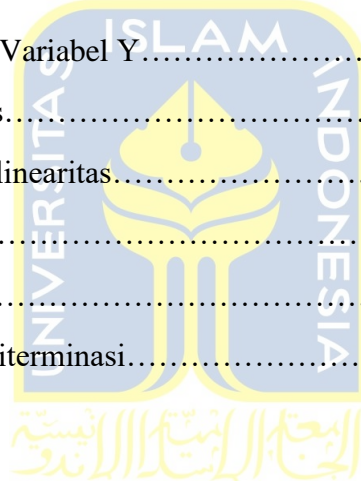 Variabel Y…………………
s……………………………
linearitas……………………
……………………………
……………………………
iterminasi……………………
UNIVERSITAS
ISLAM
INDONESIA